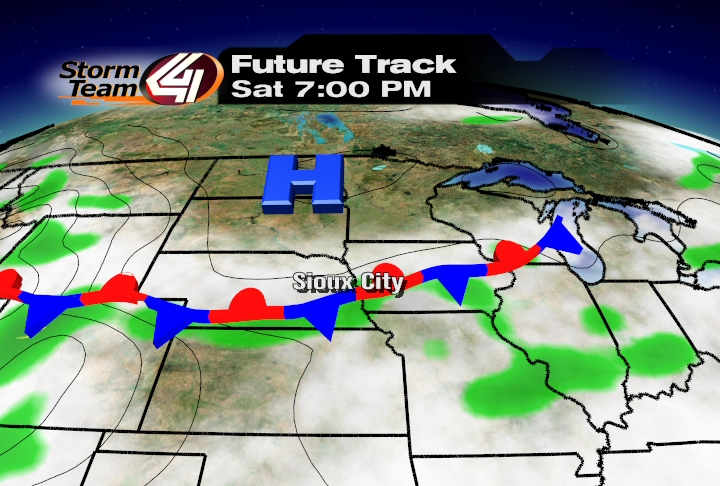 Storm
Team
4
Future Track
Sat 7:00 PM
H
Sioux City